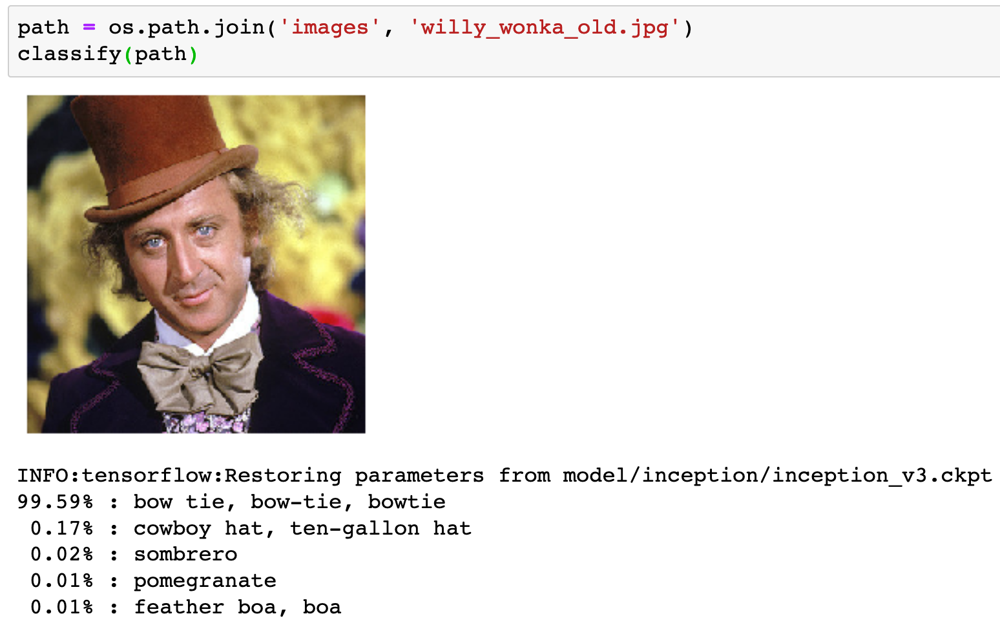 path = os.path.join('images', 'willy_wonka_old.jpg')
classify(path)
INFO:tensorflow:Restoring parameters from model/inception/inception_v3.ckpt
99.59% : bow tie, bow-tie, bowtie
 0.17% : cowboy hat, ten-gallon hat
 0.02% : sombrero
 0.01% : pomegranate
 0.01% : feather boa, boa